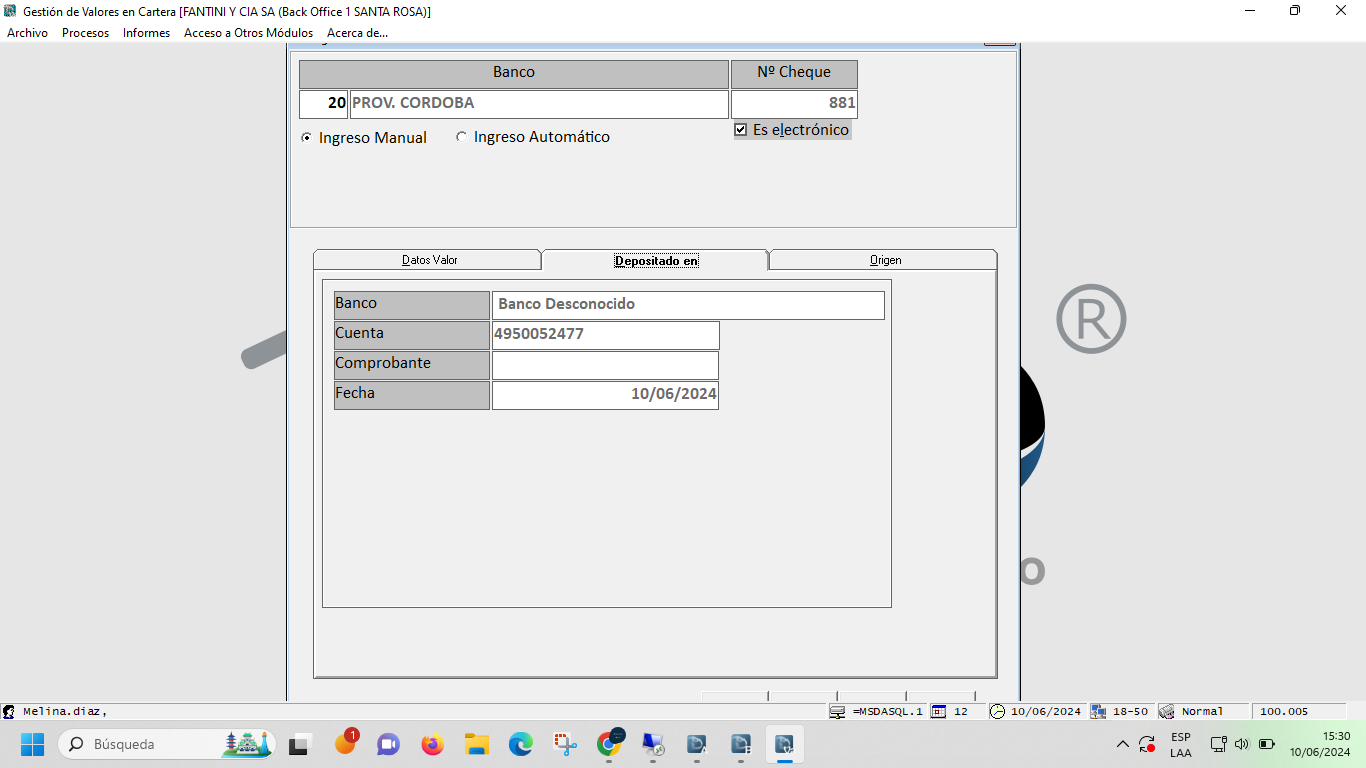 Gestión de Valores en Cartera [FANTINI Y CIA SA (Back Office 1 SANTA ROSA)]
Archivo Procesos Informes Acceso a Otros Módulos Acerca de...
Banco Nº Cheque
20 PROV. CORDOBA 881
Ingreso Manual Ingreso Automático Es electrónico
Datos Valor Depositado en Origen
Banco Banco Desconocido
Cuenta 4950052477
Comprobante
Fecha 10/06/2024
®
o
Melina.diaz, =MSDASQL.1 12 10/06/2024 18-50 Normal 100.005
Búsqueda 1 ESP 15:30
LAA 10/06/2024